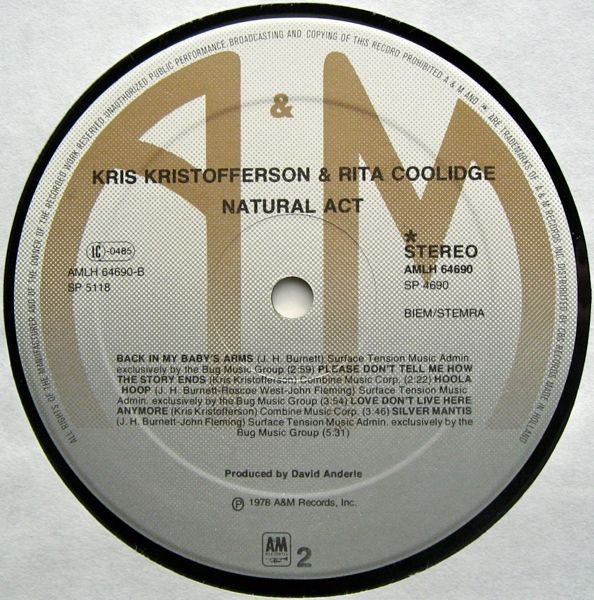 ALL RIGHTS OF THE MANUFACTURER AND OF THE OWNER OF THE RECORDED WORK RESERVED. UNAUTHORIZED PUBLIC PERFORMANCE, BROADCASTING AND COPYING OF THIS RECORD PROHIBITED. A & M AND * ARE TRADEMARKS OF A & M RECORDS INC. DISTRIBUTED BY CBS RECORDS MADE IN HOLLAND
A & M
KRIS KRISTOFFERSON & RITA COOLIDGE
NATURAL ACT
LC -0485
AMLH 64690-B
SP 5118
* STEREO
AMLH 64690
SP 4690
BIEM/STEMRA
BACK IN MY BABY'S ARMS (J. H. Burnett) Surface Tension Music Admin.
exclusively by the Bug Music Group (2:59) PLEASE DON'T TELL ME HOW
THE STORY ENDS (Kris Kristofferson) Combine Music Corp. (2:22) HOOLA
HOOP (J. H. Burnett-Roscoe West-John Fleming) Surface Tension Music
Admin. exclusively by the Bug Music Group (3:54) LOVE DON'T LIVE HERE
ANYMORE (Kris Kristofferson) Combine Music Corp. (3:46) SILVER MANTIS
(J. H. Burnett-John Fleming) Surface Tension Music Admin. exclusively by the
Bug Music Group (5:31)
Produced by David Anderle
℗ 1978 A&M Records, Inc.
AM
RECORDS
2